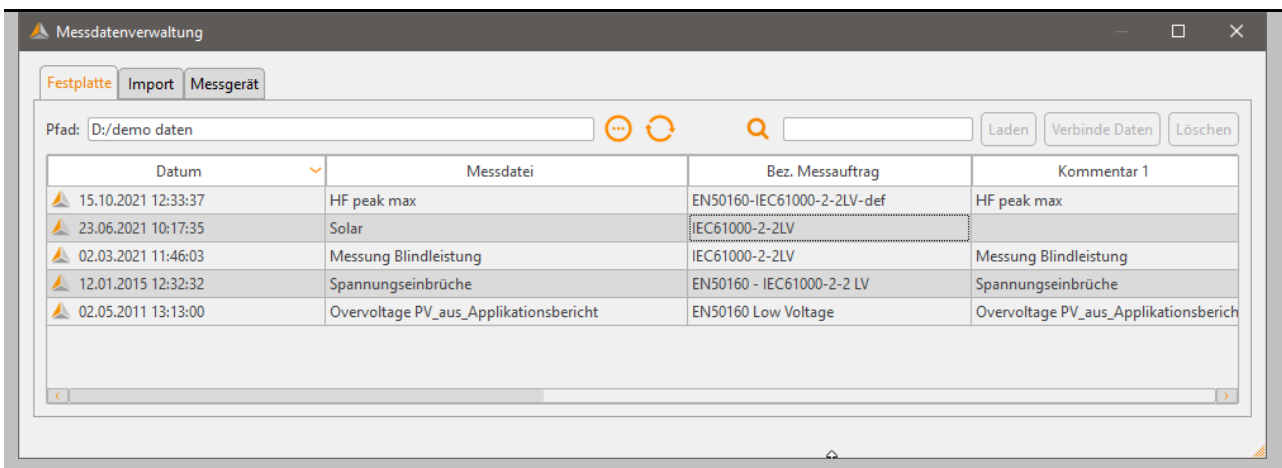 Messdatenverwaltung
Festplatte Import Messgerät
Pfad: D:/demo daten Laden Verbinde Daten Löschen
Datum Messdatei Bez. Messauftrag Kommentar 1
15.10.2021 12:33:37 HF peak max EN50160-IEC61000-2-2LV-def HF peak max
23.06.2021 10:17:35 Solar IEC61000-2-2LV
02.03.2021 11:46:03 Messung Blindleistung IEC61000-2-2LV Messung Blindleistung
12.01.2015 12:32:32 Spannungseinbrüche EN50160 - IEC61000-2-2 LV Spannungseinbrüche
02.05.2011 13:13:00 Overvoltage PV_aus_Applikationsbericht EN50160 Low Voltage Overvoltage PV_aus_Applikationsberich